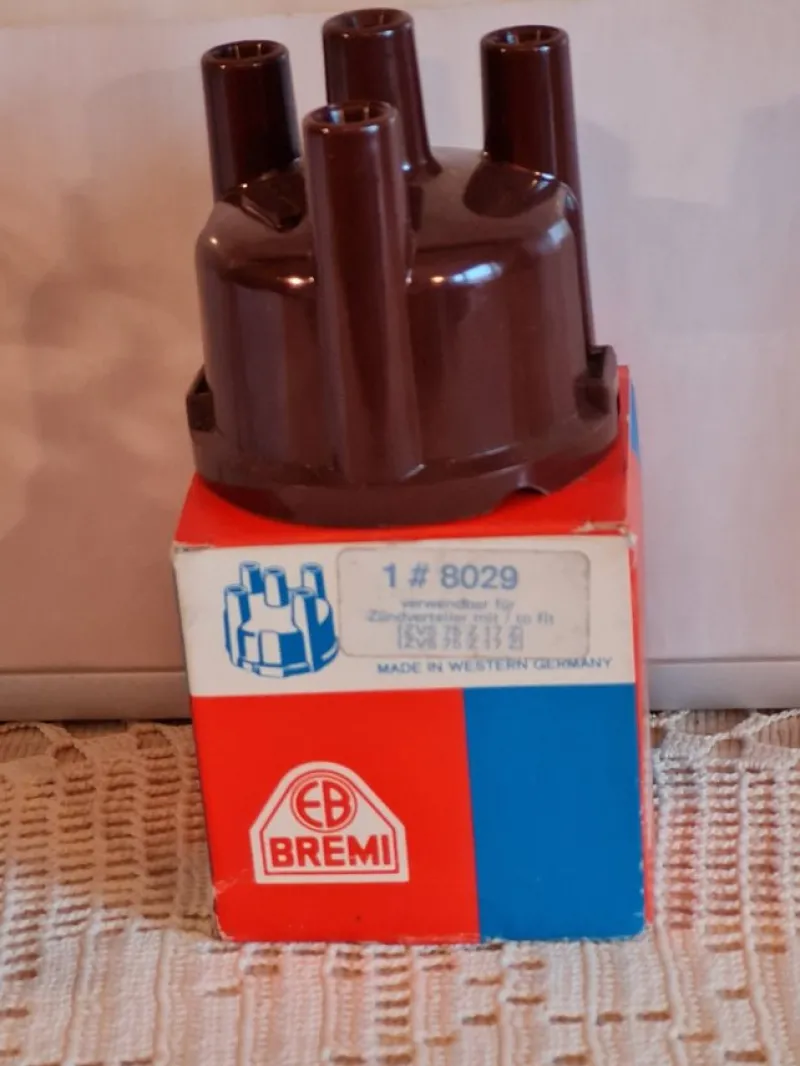 1 # 8029
verwendbar für
Zündverteiler mit / to fit
MADE IN WESTERN GERMANY
EB
BREMI